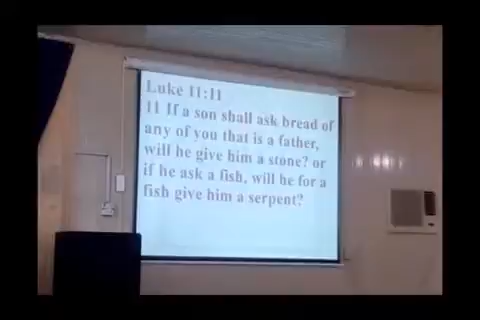 Luke 11:11
11 If a son shall ask bread of
any of you that is a father,
will he give him a stone? or
if he ask a fish, will he for a
fish give him a serpent?